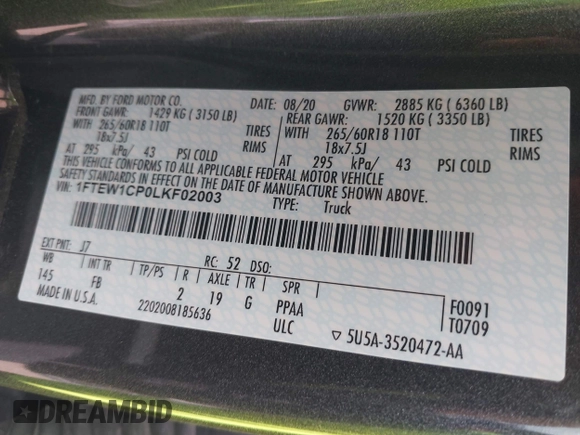 MFD. BY FORD MOTOR CO. DATE: 08/20 GVWR: 2885 KG ( 6360 LB)
FRONT GAWR: 1429 KG ( 3150 LB) REAR GAWR: 1520 KG ( 3350 LB)
WITH 265/60R18 110T TIRES WITH 265/60R18 110T TIRES
18x7.5J RIMS 18x7.5J RIMS
AT 295 kPa/ 43 PSI COLD AT 295 kPa/ 43 PSI COLD
THIS VEHICLE CONFORMS TO ALL APPLICABLE FEDERAL MOTOR VEHICLE
SAFETY STANDARDS IN EFFECT ON THE DATE OF MANUFACTURE SHOWN ABOVE.
VIN: 1FTEW1CP0LKF02003
TYPE: Truck
EXT PNT: J7 RC: 52 DSO:
WB INT TR TP/PS R AXLE TR SPR
145 FB 2 19 G PPAA F0091
MADE IN U.S.A. 2202008185636 ULC T0709
▽ 5U5A-3520472-AA
DREAMBID